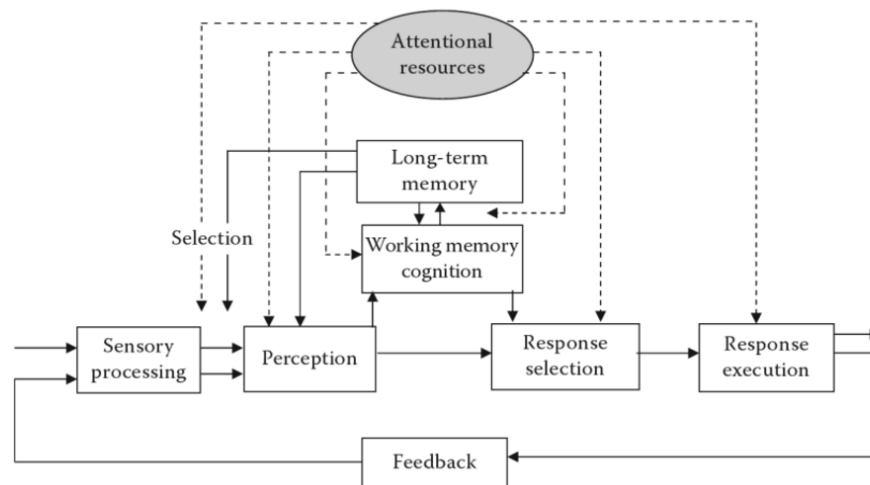 Attentional
resources
Long-term
memory
Selection
Working memory
cognition
Sensory
processing
Perception
Response
selection
Response
execution
Feedback